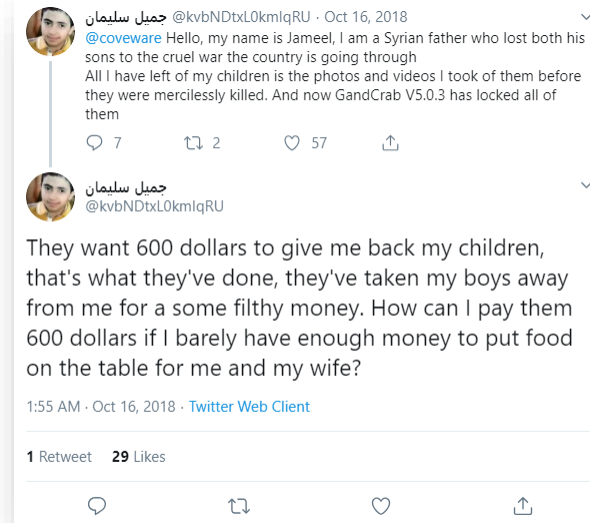 جميل سليمان @kvbNDtxL0kmlqRU · Oct 16, 2018
@coveware Hello, my name is Jameel, I am a Syrian father who lost both his
sons to the cruel war the country is going through
All I have left of my children is the photos and videos I took of them before
they were mercilessly killed. And now GandCrab V5.0.3 has locked all of
them
7 2 57
جميل سليمان
@kvbNDtxL0kmlqRU
They want 600 dollars to give me back my children,
that's what they've done, they've taken my boys away
from me for a some filthy money. How can I pay them
600 dollars if I barely have enough money to put food
on the table for me and my wife?
1:55 AM · Oct 16, 2018 · Twitter Web Client
1 Retweet 29 Likes